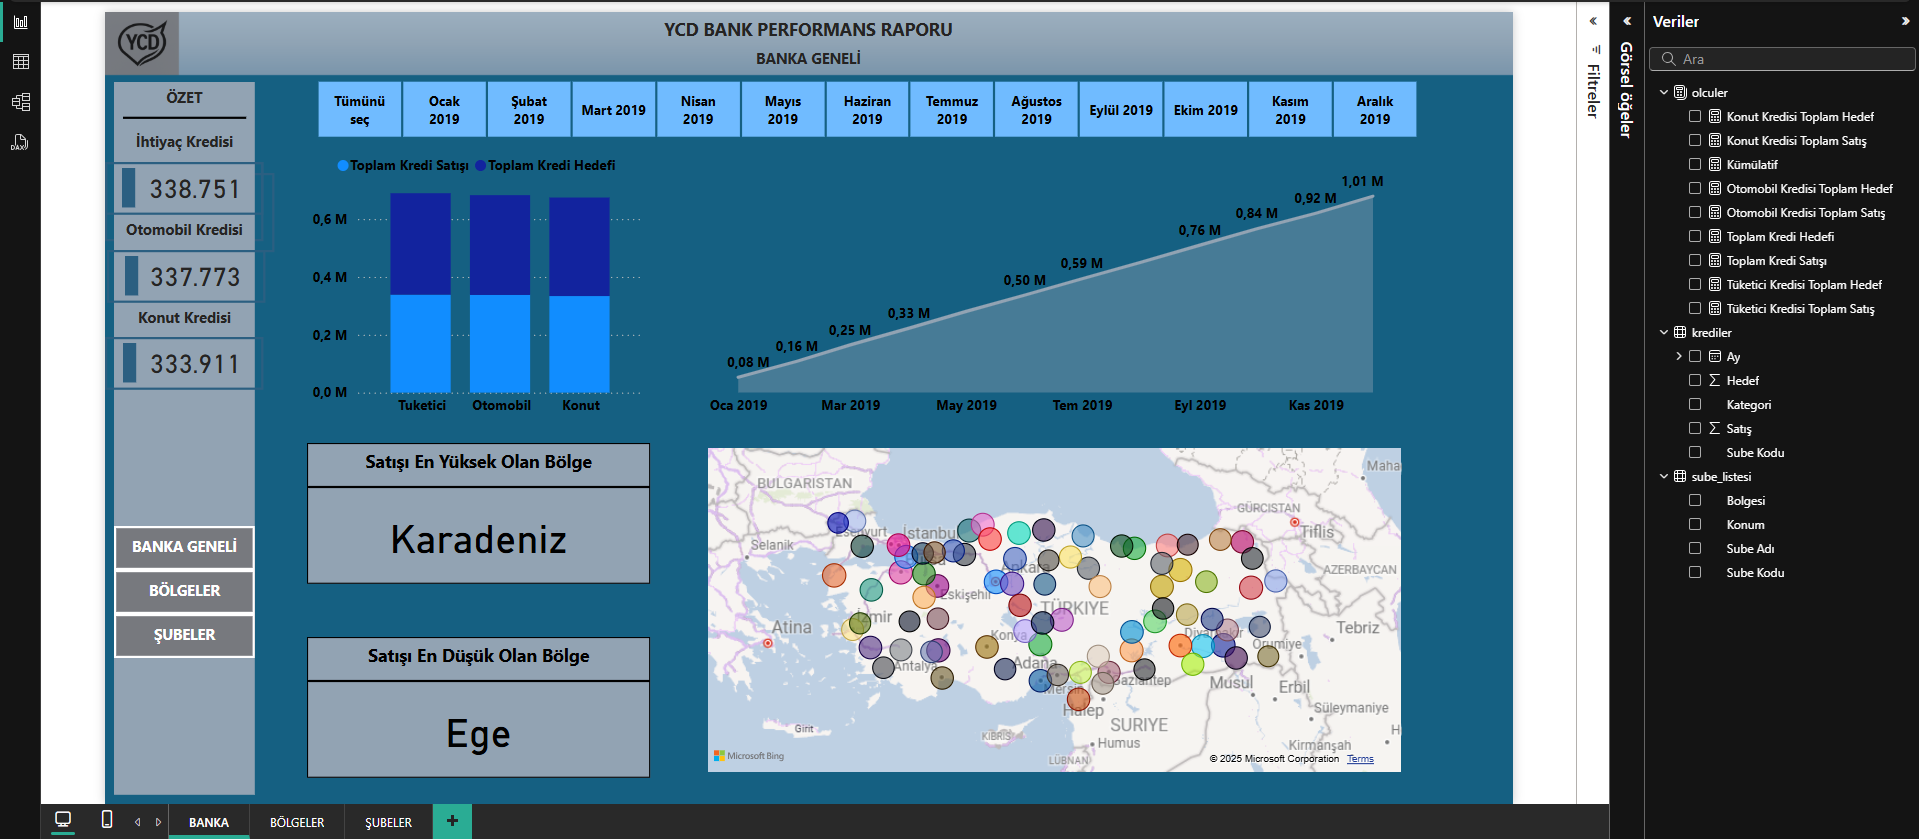 YCD
YCD BANK PERFORMANS RAPORU
BANKA GENELİ
ÖZET
İhtiyaç Kredisi
338.751
Otomobil Kredisi
337.773
Konut Kredisi
333.911
BANKA GENELİ
BÖLGELER
ŞUBELER
Tümünü seç
Ocak 2019
Şubat 2019
Mart 2019
Nisan 2019
Mayıs 2019
Haziran 2019
Temmuz 2019
Ağustos 2019
Eylül 2019
Ekim 2019
Kasım 2019
Aralık 2019
Toplam Kredi Satışı
Toplam Kredi Hedefi
0,6 M
0,4 M
0,2 M
0,0 M
Tuketici
Otomobil
Konut
0,08 M
0,16 M
0,25 M
0,33 M
0,50 M
0,59 M
0,76 M
0,84 M
0,92 M
1,01 M
Oca 2019
Mar 2019
May 2019
Tem 2019
Eyl 2019
Kas 2019
Satışı En Yüksek Olan Bölge
Karadeniz
Satışı En Düşük Olan Bölge
Ege
BULGARISTAN
Selanik
Atina
İstanbul
Eskişehir
Ankara
TÜRKIYE
İzmir
Konya
Antalya
Adana
Mersin
Gaziantep
Halep
SURIYE
Humus
LÜBNAN
KIBRIS
Girit
GÜRCISTAN
Tiflis
Maha
AZERBAYCAN
Tebriz
Orumiye
Musul
Erbil
Süleymaniye
Kirmanşah
H
Microsoft Bing
© 2025 Microsoft Corporation
Terms
Filtreler
Görsel öğeler
Veriler
Ara
olculer
Konut Kredisi Toplam Hedef
Konut Kredisi Toplam Satış
Kümülatif
Otomobil Kredisi Toplam Hedef
Otomobil Kredisi Toplam Satış
Toplam Kredi Hedefi
Toplam Kredi Satışı
Tüketici Kredisi Toplam Hedef
Tüketici Kredisi Toplam Satış
krediler
Ay
Hedef
Kategori
Satış
Sube Kodu
sube_listesi
Bolgesi
Konum
Sube Adı
Sube Kodu
DAX
BANKA
BÖLGELER
ŞUBELER